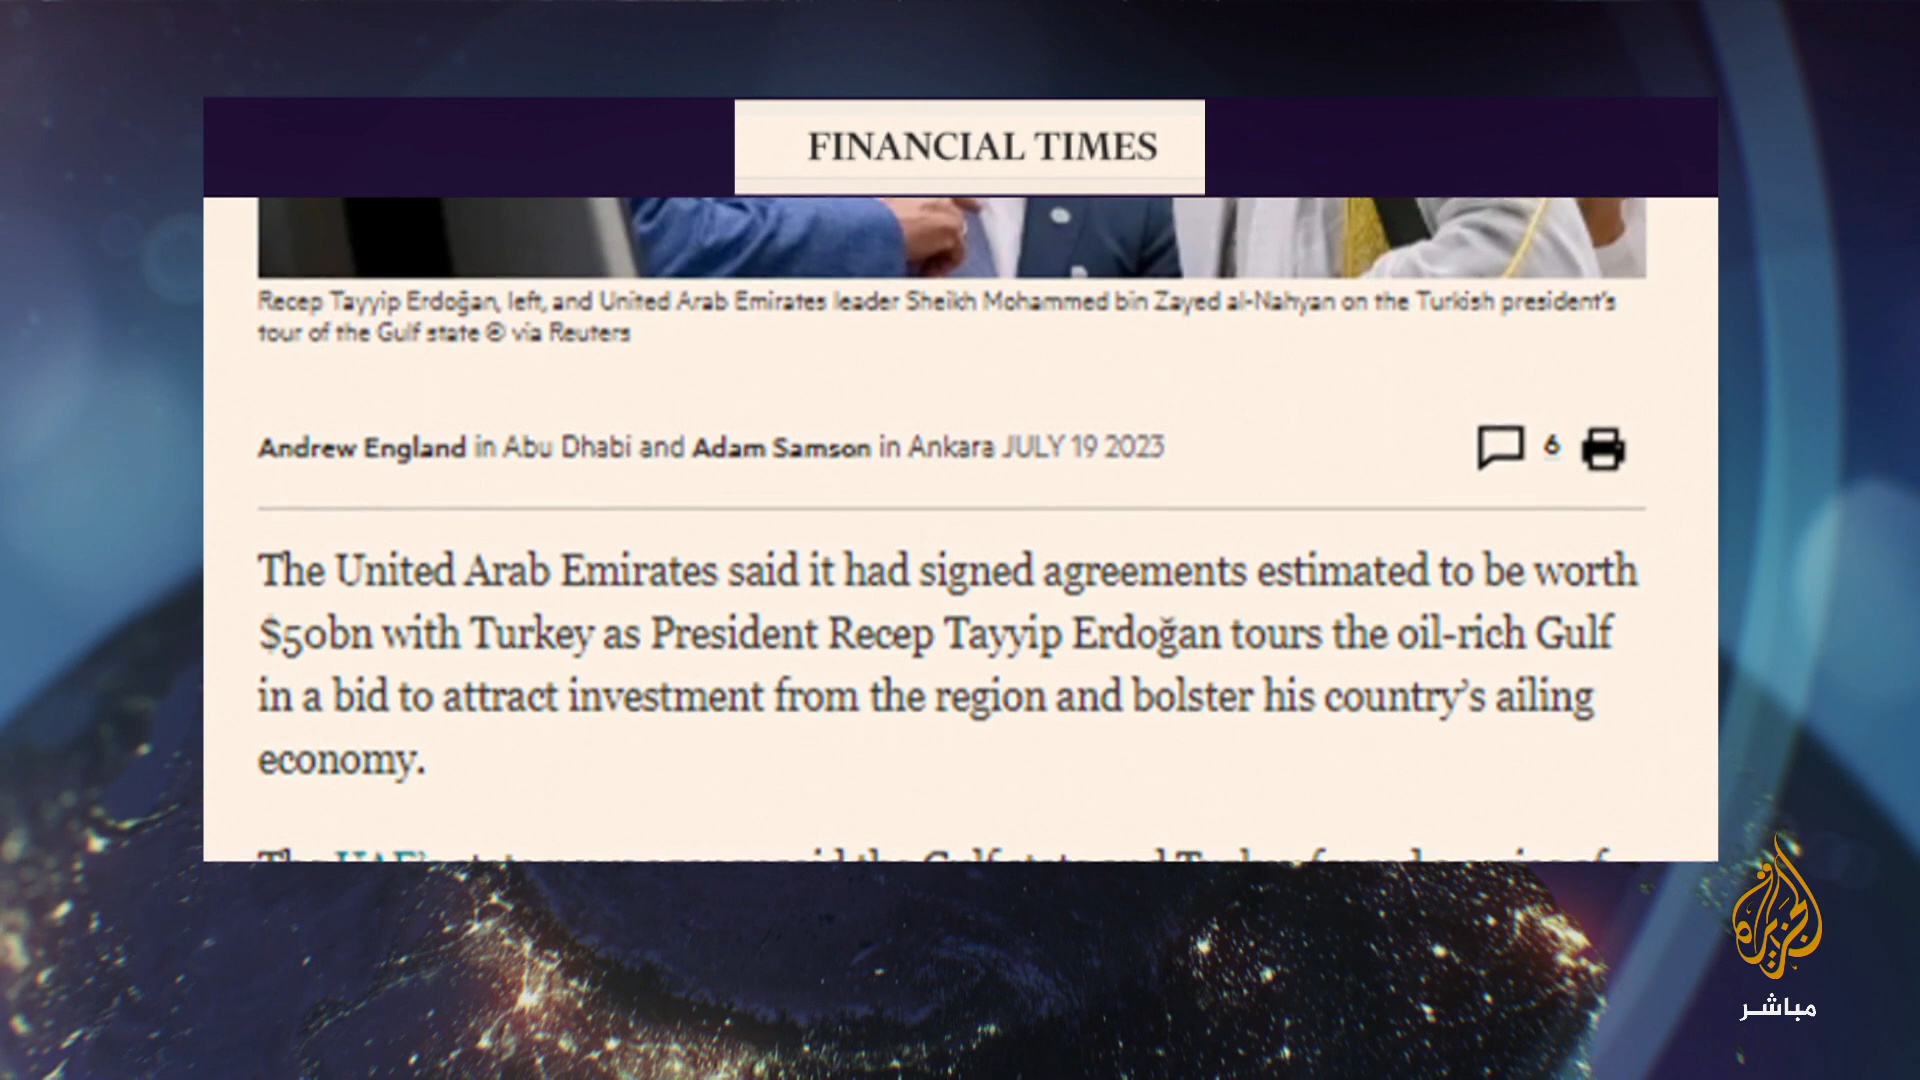 FINANCIAL TIMES
Recep Tayyip Erdoğan, left, and United Arab Emirates leader Sheikh Mohammed bin Zayed al-Nahyan on the Turkish president's
tour of the Gulf state © via Reuters
Andrew England in Abu Dhabi and Adam Samson in Ankara JULY 19 2023
6
The United Arab Emirates said it had signed agreements estimated to be worth
$50bn with Turkey as President Recep Tayyip Erdoğan tours the oil-rich Gulf
in a bid to attract investment from the region and bolster his country's ailing
economy.
الجزيرة
مباشر